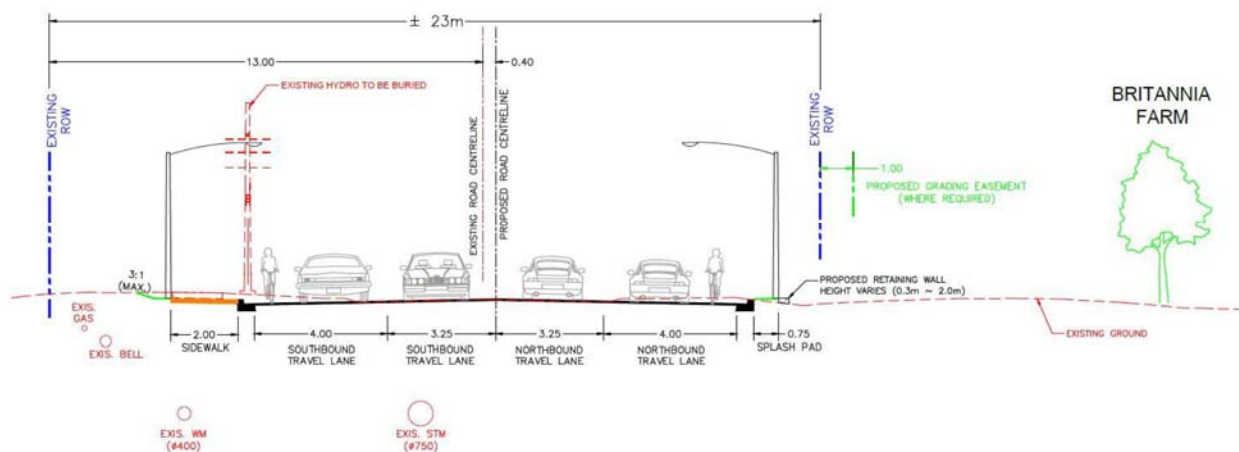 ± 23m
13.00
0.40
EXISTING HYDRO TO BE BURIED
EXISTING
ROW
EXISTING ROAD CENTRELINE
PROPOSED ROAD CENTRELINE
EXISTING
ROW
BRITANNIA
FARM
1.00
PROPOSED GRADING EASEMENT
(WHERE REQUIRED)
3:1
(MAX.)
PROPOSED RETAINING WALL
HEIGHT VARIES (0.3m ~ 2.0m)
EXIS.
GAS
EXIS. BELL
EXISTING GROUND
2.00
SIDEWALK
4.00
SOUTHBOUND
TRAVEL LANE
3.25
SOUTHBOUND
TRAVEL LANE
3.25
NORTHBOUND
TRAVEL LANE
4.00
NORTHBOUND
TRAVEL LANE
0.75
SPLASH PAD
EXIS. WM
(ø400)
EXIS. STM
(ø750)